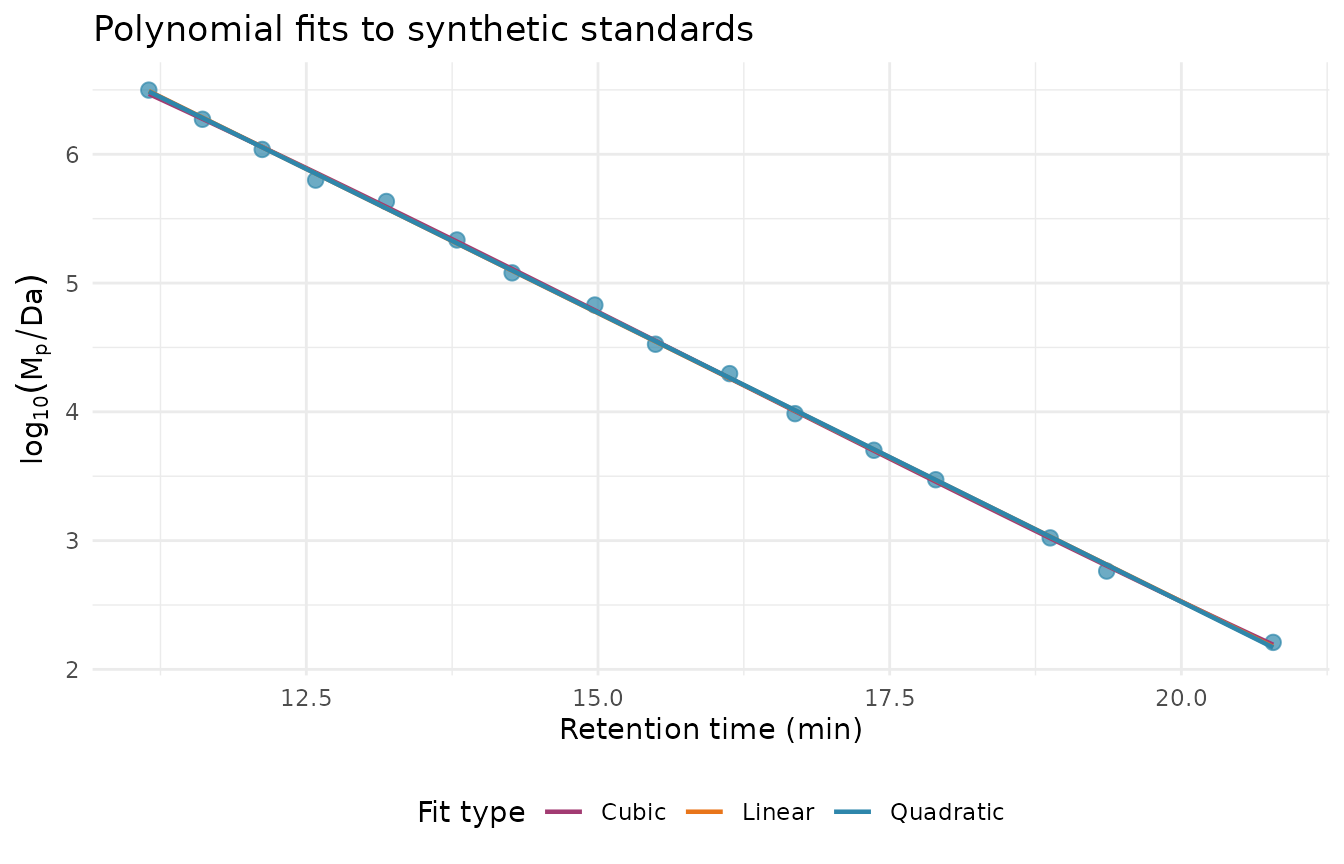 Polynomial fits to synthetic standards
log₁₀(Mₚ/Da)
6
5
4
3
2
12.5 15.0 17.5 20.0
Retention time (min)
Fit type Cubic Linear Quadratic